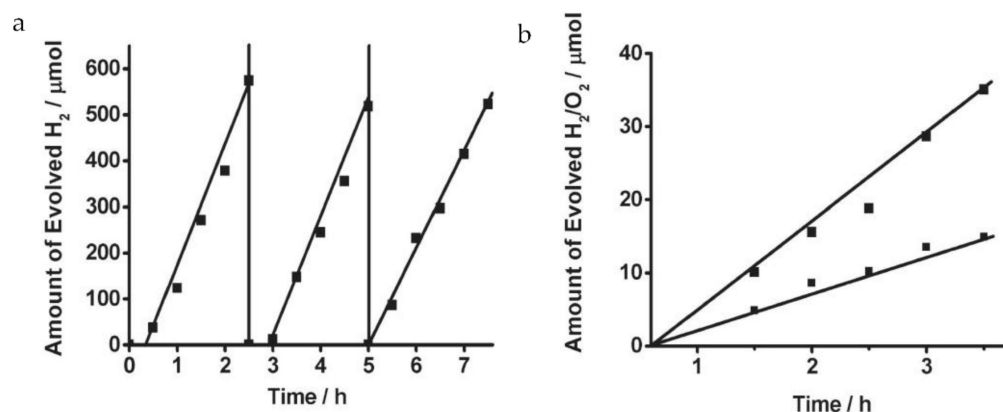 a
Amount of Evolved H₂ / μmol
600
500
400
300
200
100
0
0 1 2 3 4 5 6 7
Time / h
b
Amount of Evolved H₂/O₂ / μmol
40
30
20
10
0
1 2 3
Time / h